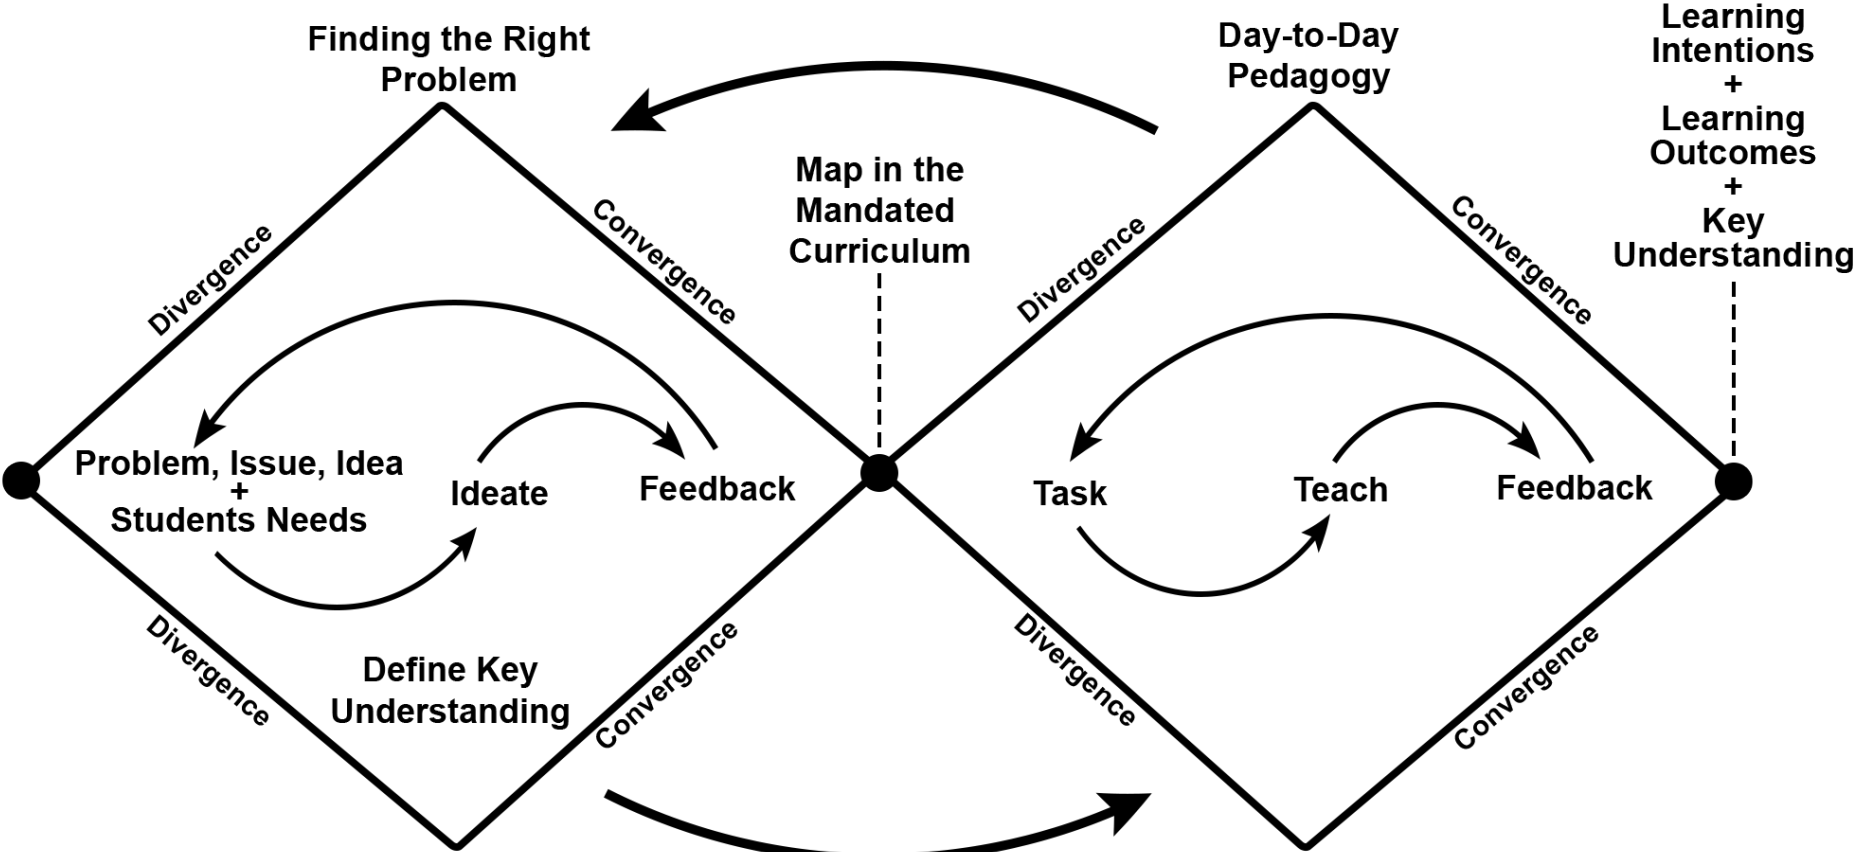 Finding the Right
Problem
Day-to-Day
Pedagogy
Learning
Intentions
+
Learning
Outcomes
+
Key
Understanding
Map in the
Mandated
Curriculum
Divergence
Convergence
Divergence
Convergence
Problem, Issue, Idea
+
Students Needs
Ideate
Feedback
Task
Teach
Feedback
Divergence
Define Key
Understanding
Convergence
Divergence
Convergence